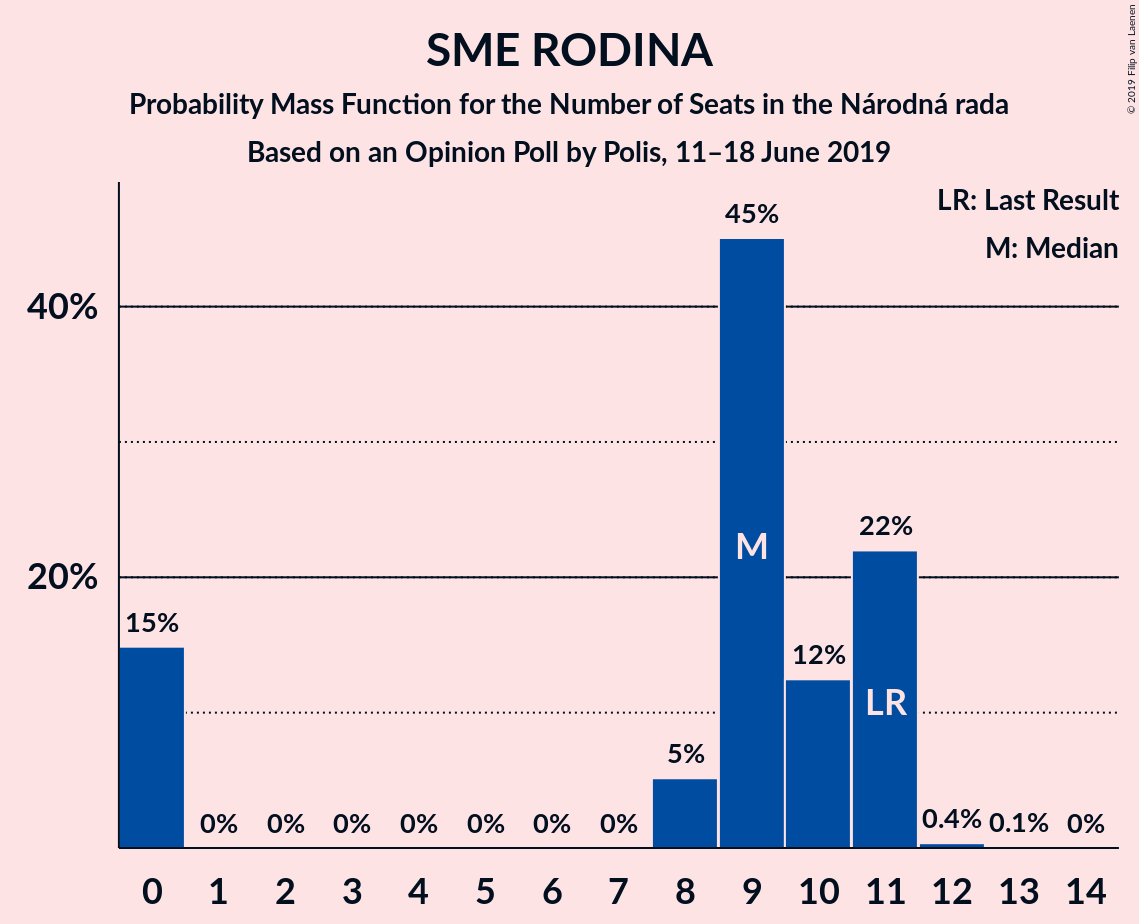 SME RODINA
Probability Mass Function for the Number of Seats in the Národná rada
Based on an Opinion Poll by Polis, 11–18 June 2019
© 2019 Filip van Laenen
LR: Last Result
M: Median
40%
20%
15%
0%
0%
0%
0%
0%
0%
0%
5%
45%
M
12%
22%
LR
0.4%
0.1%
0%
0 1 2 3 4 5 6 7 8 9 10 11 12 13 14